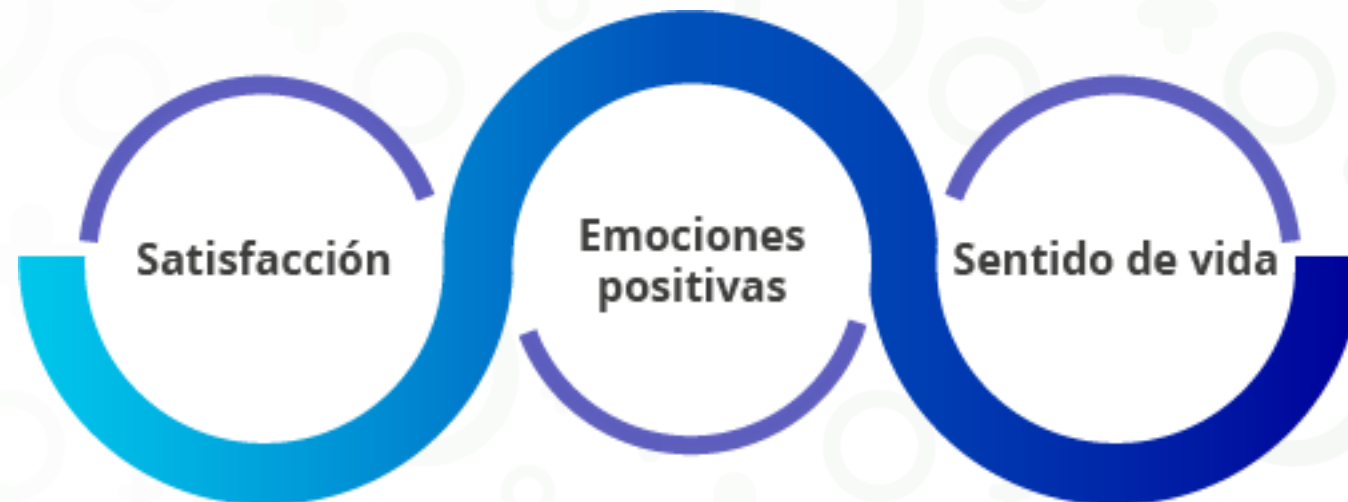 Satisfacción
Emociones
positivas
Sentido de vida